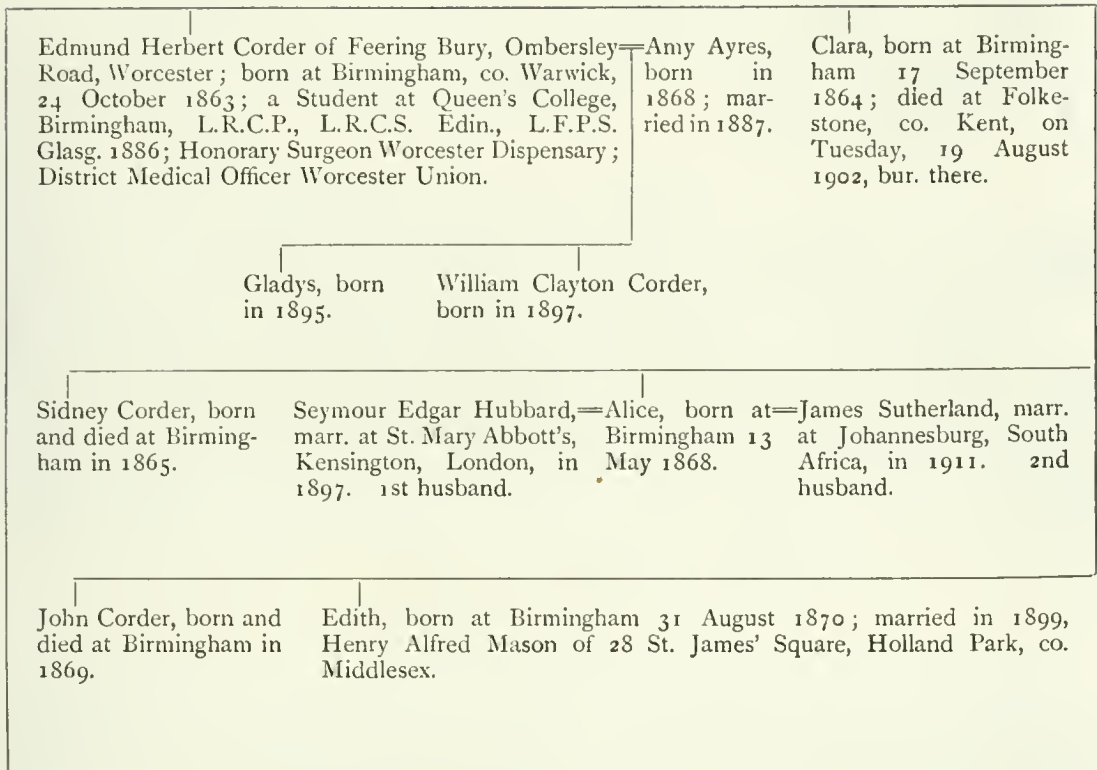 Edmund Herbert Corder of Feering Bury, Ombersley
Road, Worcester; born at Birmingham, co. Warwick,
24 October 1863; a Student at Queen's College,
Birmingham, L.R.C.P., L.R.C.S. Edin., L.F.P.S.
Glasg. 1886; Honorary Surgeon Worcester Dispensary;
District Medical Officer Worcester Union.
=Amy Ayres,
born in
1868; mar-
ried in 1887.
Clara, born at Birming-
ham 17 September
1864; died at Folke-
stone, co. Kent, on
Tuesday, 19 August
1902, bur. there.
Gladys, born
in 1895.
William Clayton Corder,
born in 1897.
Sidney Corder, born
and died at Birming-
ham in 1865.
Seymour Edgar Hubbard,
marr. at St. Mary Abbott's,
Kensington, London, in
1897. 1st husband.
=Alice, born at
Birmingham 13
May 1868.
=James Sutherland, marr.
at Johannesburg, South
Africa, in 1911. 2nd
husband.
John Corder, born and
died at Birmingham in
1869.
Edith, born at Birmingham 31 August 1870; married in 1899,
Henry Alfred Mason of 28 St. James' Square, Holland Park, co.
Middlesex.